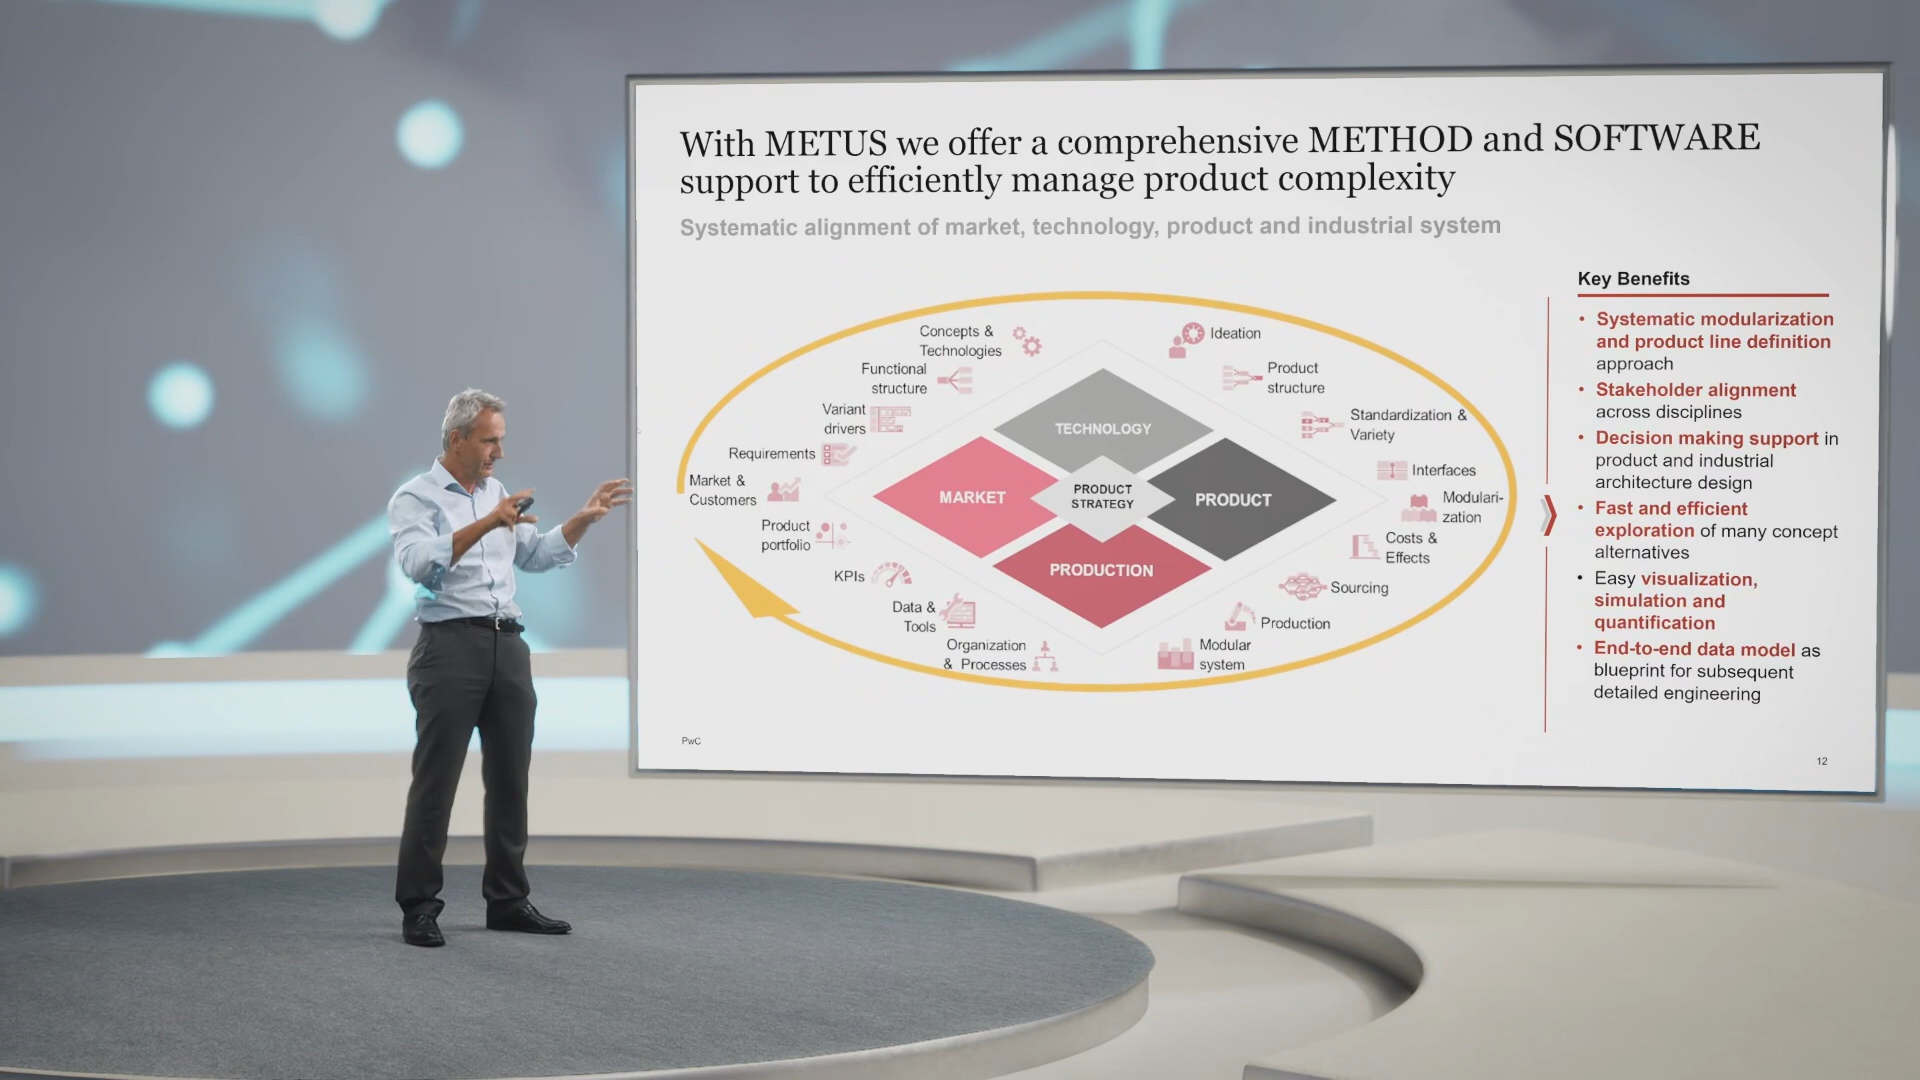 With METUS we offer a comprehensive METHOD and SOFTWARE
support to efficiently manage product complexity
Systematic alignment of market, technology, product and industrial system
Concepts &
Technologies
Functional
structure
Variant
drivers
Requirements
Market &
Customers
Product
portfolio
KPIs
Data &
Tools
Organization
& Processes
TECHNOLOGY
MARKET
PRODUCT
STRATEGY
PRODUCT
PRODUCTION
Ideation
Product
structure
Standardization &
Variety
Interfaces
Modulari-
zation
Costs &
Effects
Sourcing
Production
Modular
system
Key Benefits
• Systematic modularization
and product line definition
approach
• Stakeholder alignment
across disciplines
• Decision making support in
product and industrial
architecture design
• Fast and efficient
exploration of many concept
alternatives
• Easy visualization,
simulation and
quantification
• End-to-end data model as
blueprint for subsequent
detailed engineering
PwC
12